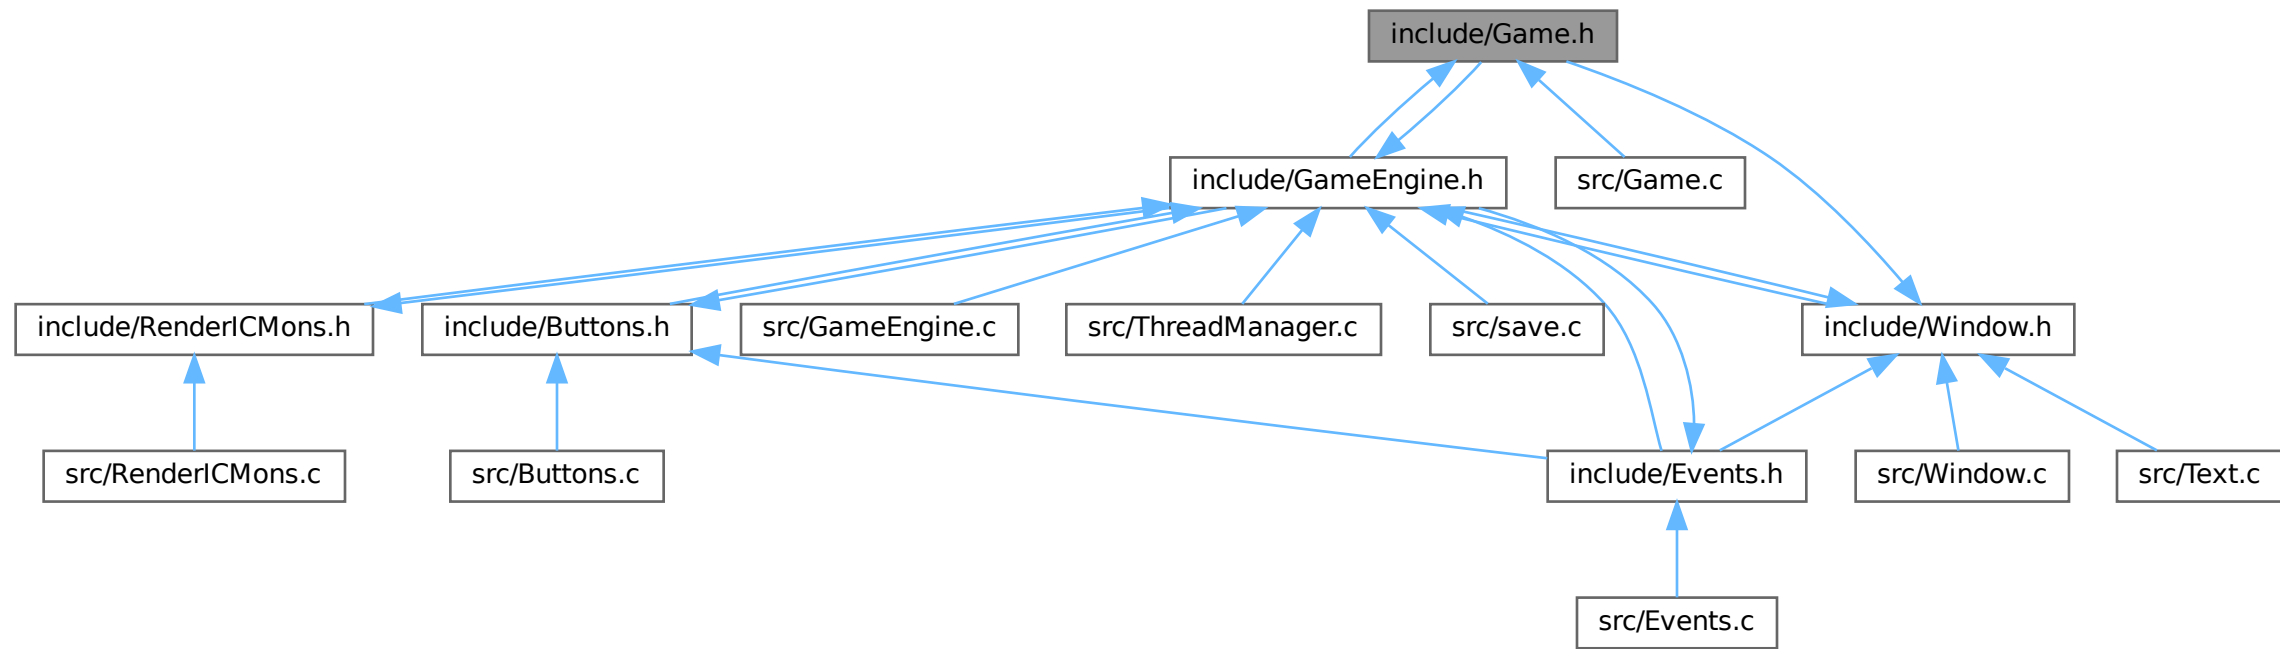 include/Game.h
include/GameEngine.h
src/Game.c
include/RenderICMons.h
include/Buttons.h
src/GameEngine.c
src/ThreadManager.c
src/save.c
include/Window.h
src/RenderICMons.c
src/Buttons.c
include/Events.h
src/Window.c
src/Text.c
src/Events.c